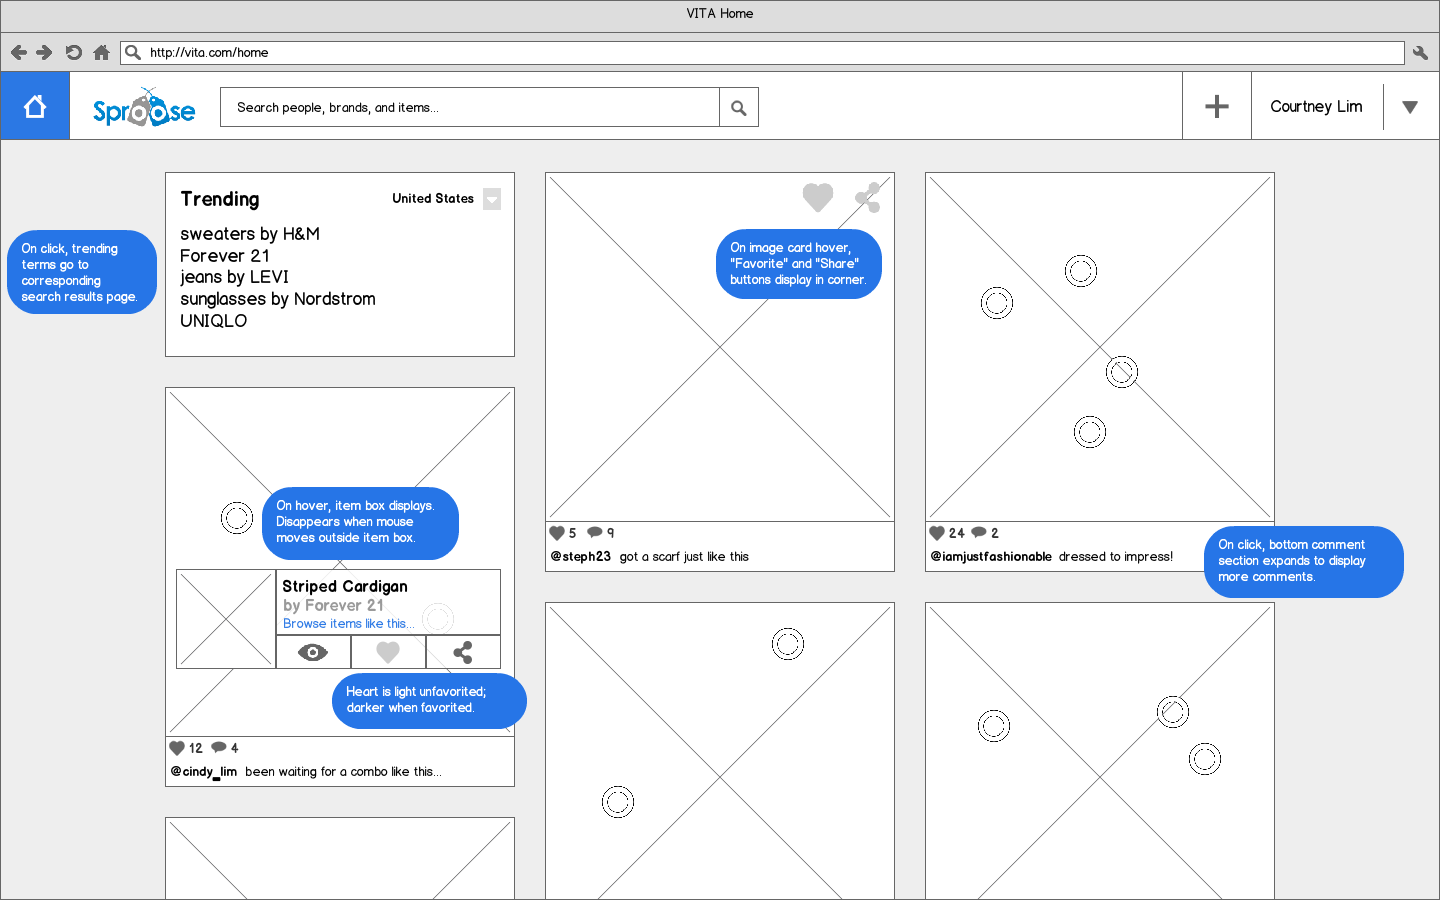 VITA Home
http://vita.com/home
Sproose
Search people, brands, and items...
Courtney Lim
Trending
United States
sweaters by H&M
Forever 21
jeans by LEVI
sunglasses by Nordstrom
UNIQLO
On click, trending
terms go to
corresponding
search results page.
On image card hover,
"Favorite" and "Share"
buttons display in corner.
On hover, item box displays.
Disappears when mouse
moves outside item box.
Striped Cardigan
by Forever 21
Browse items like this...
Heart is light unfavorited;
darker when favorited.
12 4
@cindy_lim been waiting for a combo like this...
5 9
@steph23 got a scarf just like this
24 2
@iamjustfashionable dressed to impress!
On click, bottom comment
section expands to display
more comments.